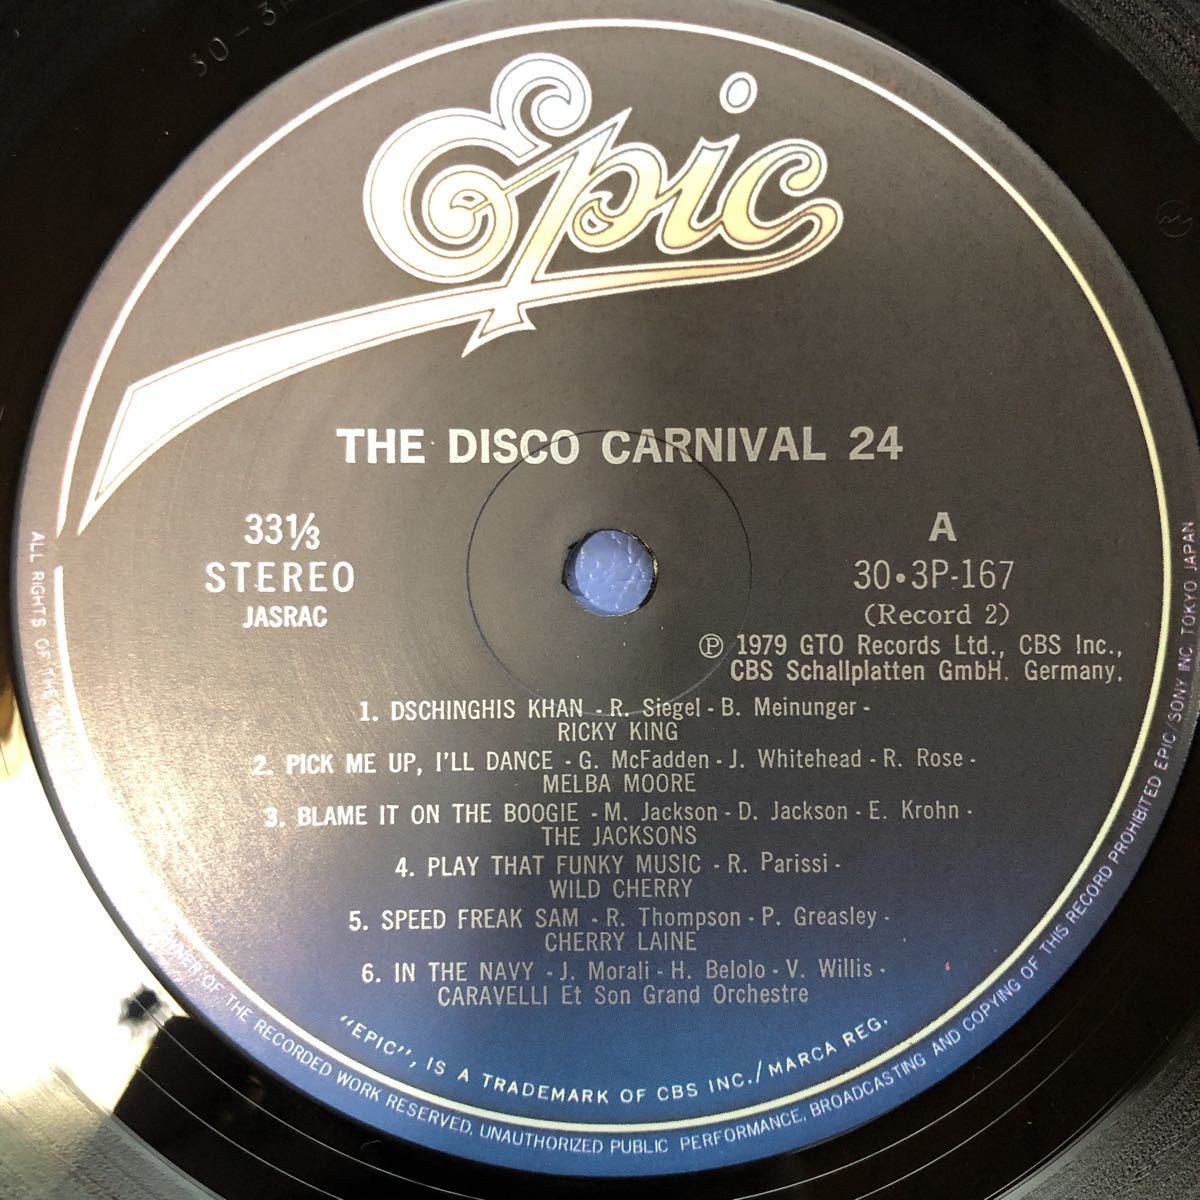 Epic
THE DISCO CARNIVAL 24
33⅓
STEREO
JASRAC
A
30•3P-167
(Record 2)
Ⓟ 1979 GTO Records Ltd., CBS Inc.,
CBS Schallplatten GmbH. Germany,
1. DSCHINGHIS KHAN - R. Siegel - B. Meinunger -
RICKY KING
2. PICK ME UP, I'LL DANCE - G. McFadden - J. Whitehead - R. Rose -
MELBA MOORE
3. BLAME IT ON THE BOOGIE - M. Jackson - D. Jackson - E. Krohn -
THE JACKSONS
4. PLAY THAT FUNKY MUSIC - R. Parissi -
WILD CHERRY
5. SPEED FREAK SAM - R. Thompson - P. Greasley -
CHERRY LAINE
6. IN THE NAVY - J. Morali - H. Belolo - V. Willis -
CARAVELLI Et Son Grand Orchestre
"EPIC", IS A TRADEMARK OF CBS INC./MARCA REG.
ALL RIGHTS OF THE OF THE RECORDED WORK RESERVED, UNAUTHORIZED PUBLIC PERFORMANCE, BROADCASTING AND COPYING OF THIS RECORD PROHIBITED EPIC/SONY INC TOKYO JAPAN